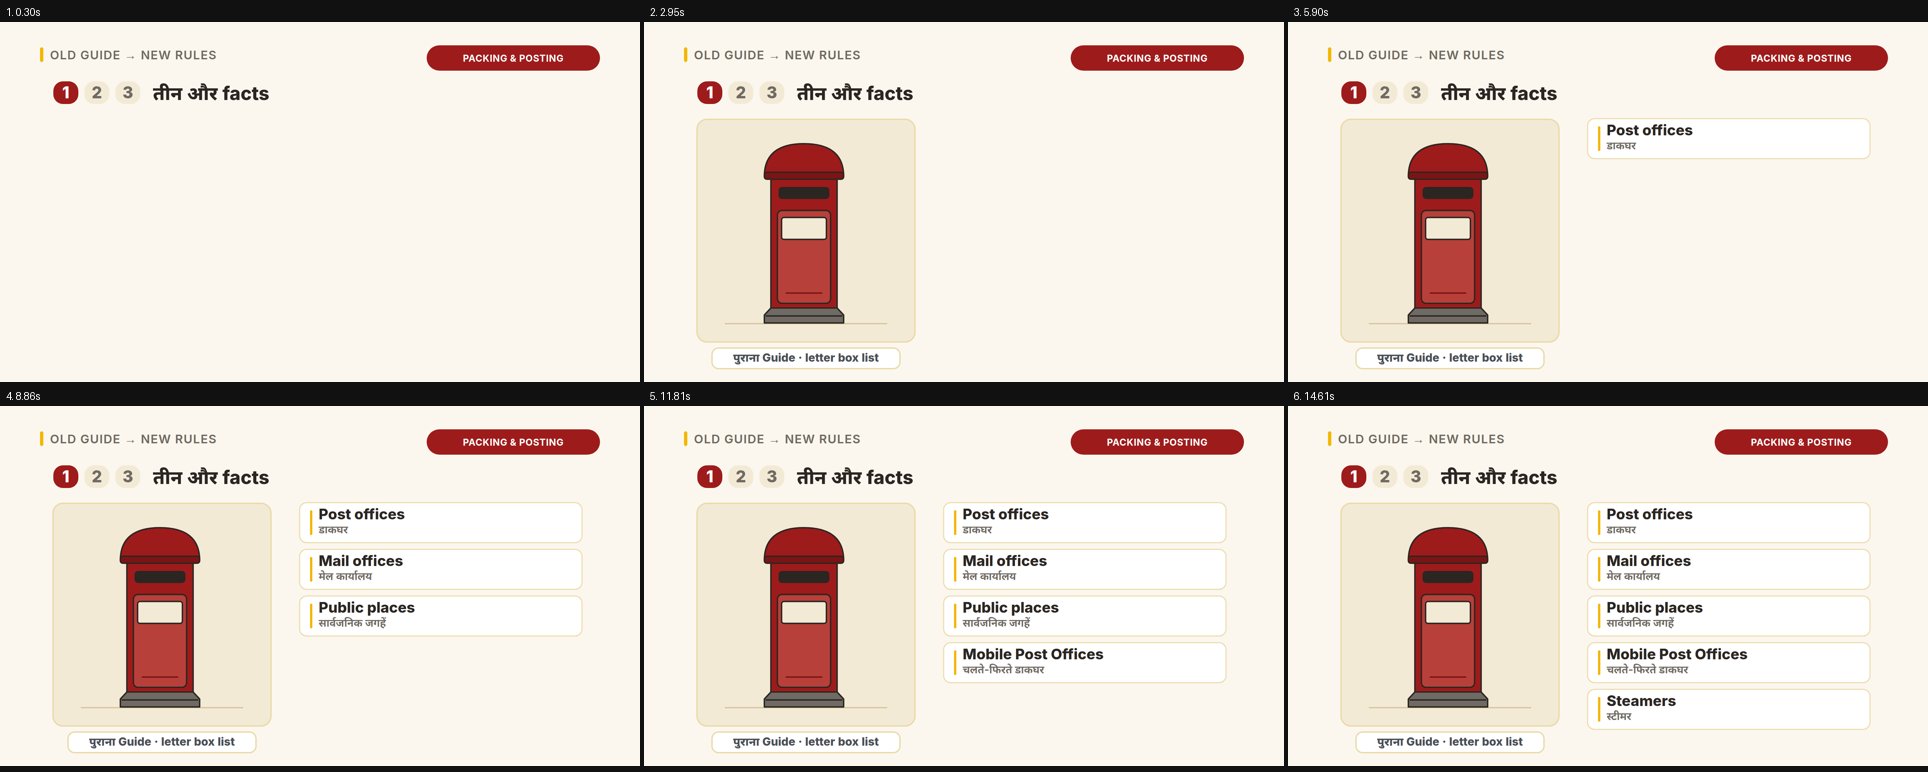 1. 0.30s
OLD GUIDE → NEW RULES
PACKING & POSTING
1 2 3 तीन और facts
2. 2.95s
OLD GUIDE → NEW RULES
PACKING & POSTING
1 2 3 तीन और facts
पुराना Guide · letter box list
3. 5.90s
OLD GUIDE → NEW RULES
PACKING & POSTING
1 2 3 तीन और facts
Post offices
डाकघर
पुराना Guide · letter box list
4. 8.86s
OLD GUIDE → NEW RULES
PACKING & POSTING
1 2 3 तीन और facts
Post offices
डाकघर
Mail offices
मेल कार्यालय
Public places
सार्वजनिक जगहें
पुराना Guide · letter box list
5. 11.81s
OLD GUIDE → NEW RULES
PACKING & POSTING
1 2 3 तीन और facts
Post offices
डाकघर
Mail offices
मेल कार्यालय
Public places
सार्वजनिक जगहें
Mobile Post Offices
चलते-फिरते डाकघर
पुराना Guide · letter box list
6. 14.61s
OLD GUIDE → NEW RULES
PACKING & POSTING
1 2 3 तीन और facts
Post offices
डाकघर
Mail offices
मेल कार्यालय
Public places
सार्वजनिक जगहें
Mobile Post Offices
चलते-फिरते डाकघर
Steamers
स्टीमर
पुराना Guide · letter box list